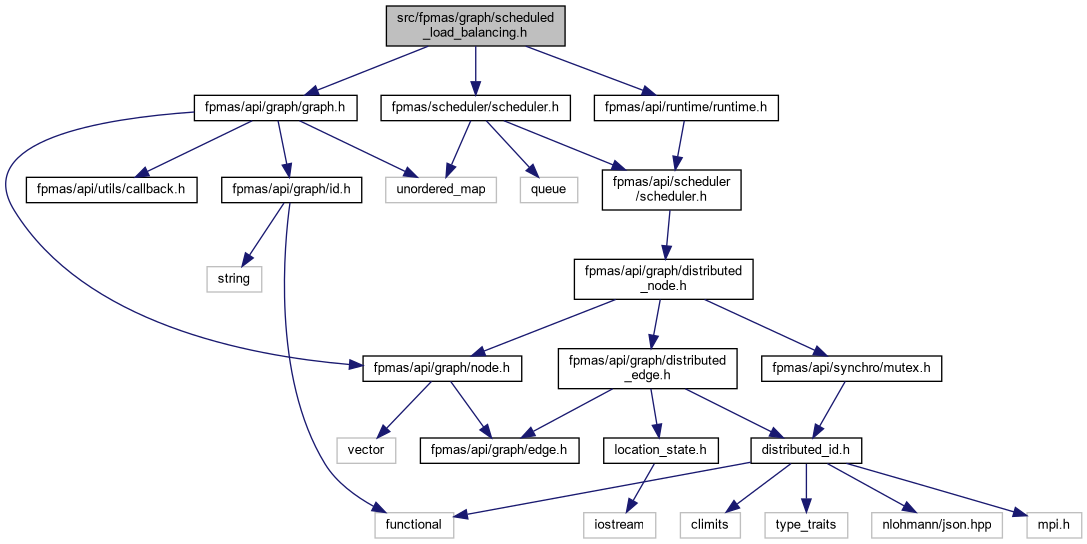 src/fpmas/graph/scheduled
_load_balancing.h
fpmas/api/graph/graph.h
fpmas/scheduler/scheduler.h
fpmas/api/runtime/runtime.h
fpmas/api/utils/callback.h
fpmas/api/graph/id.h
unordered_map
queue
fpmas/api/scheduler
/scheduler.h
string
fpmas/api/graph/distributed
_node.h
fpmas/api/graph/node.h
fpmas/api/graph/distributed
_edge.h
fpmas/api/synchro/mutex.h
vector
fpmas/api/graph/edge.h
location_state.h
distributed_id.h
functional
iostream
climits
type_traits
nlohmann/json.hpp
mpi.h